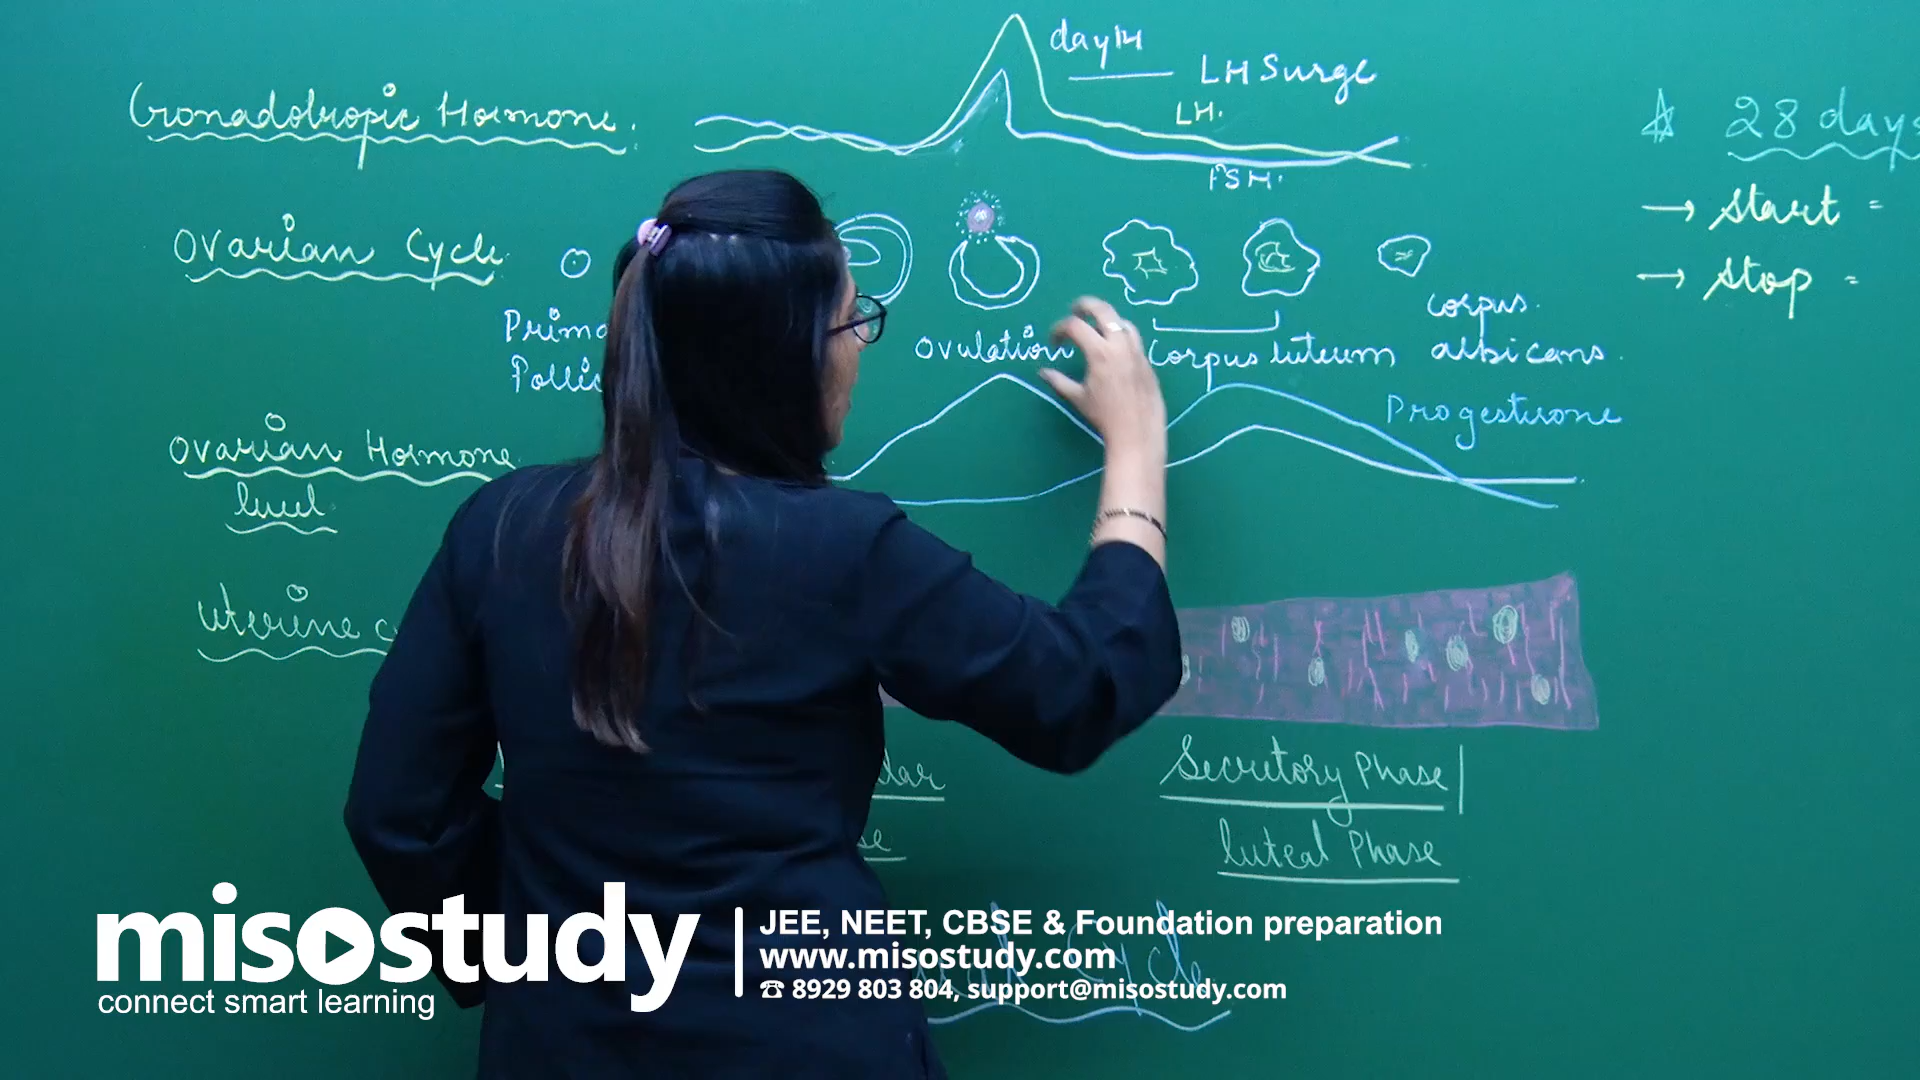 day 14
LH Surge
Gonadotropic Hormone.
LH.
FSH.
☆ 28 days
→ Start =
→ Stop =
Ovarian Cycle
Ovulation
Corpus luteum
corpus.
albicans.
Progesterone
Ovarian Hormone
level
Uterine
Secretory Phase |
luteal Phase
Cycle
misostudy
connect smart learning
JEE, NEET, CBSE & Foundation preparation
www.misostudy.com
☎ 8929 803 804, support@misostudy.com